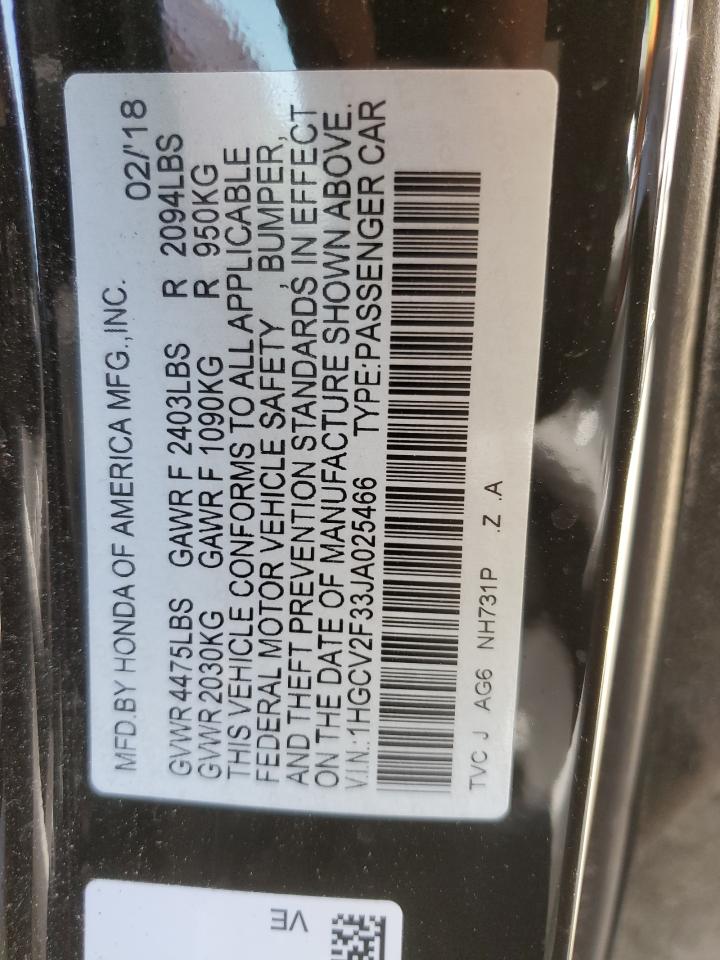 MFD.BY HONDA OF AMERICA MFG.,INC. 02/'18
GVWR 4475LBS GAWR F 2403LBS R 2094LBS
GVWR 2030KG GAWR F 1090KG R 950KG
THIS VEHICLE CONFORMS TO ALL APPLICABLE
FEDERAL MOTOR VEHICLE SAFETY , BUMPER,
AND THEFT PREVENTION STANDARDS IN EFFECT
ON THE DATE OF MANUFACTURE SHOWN ABOVE.
V.I.N.:1HGCV2F33JA025466 TYPE:PASSENGER CAR
TVC J AG6 NH731P .Z .A
VE